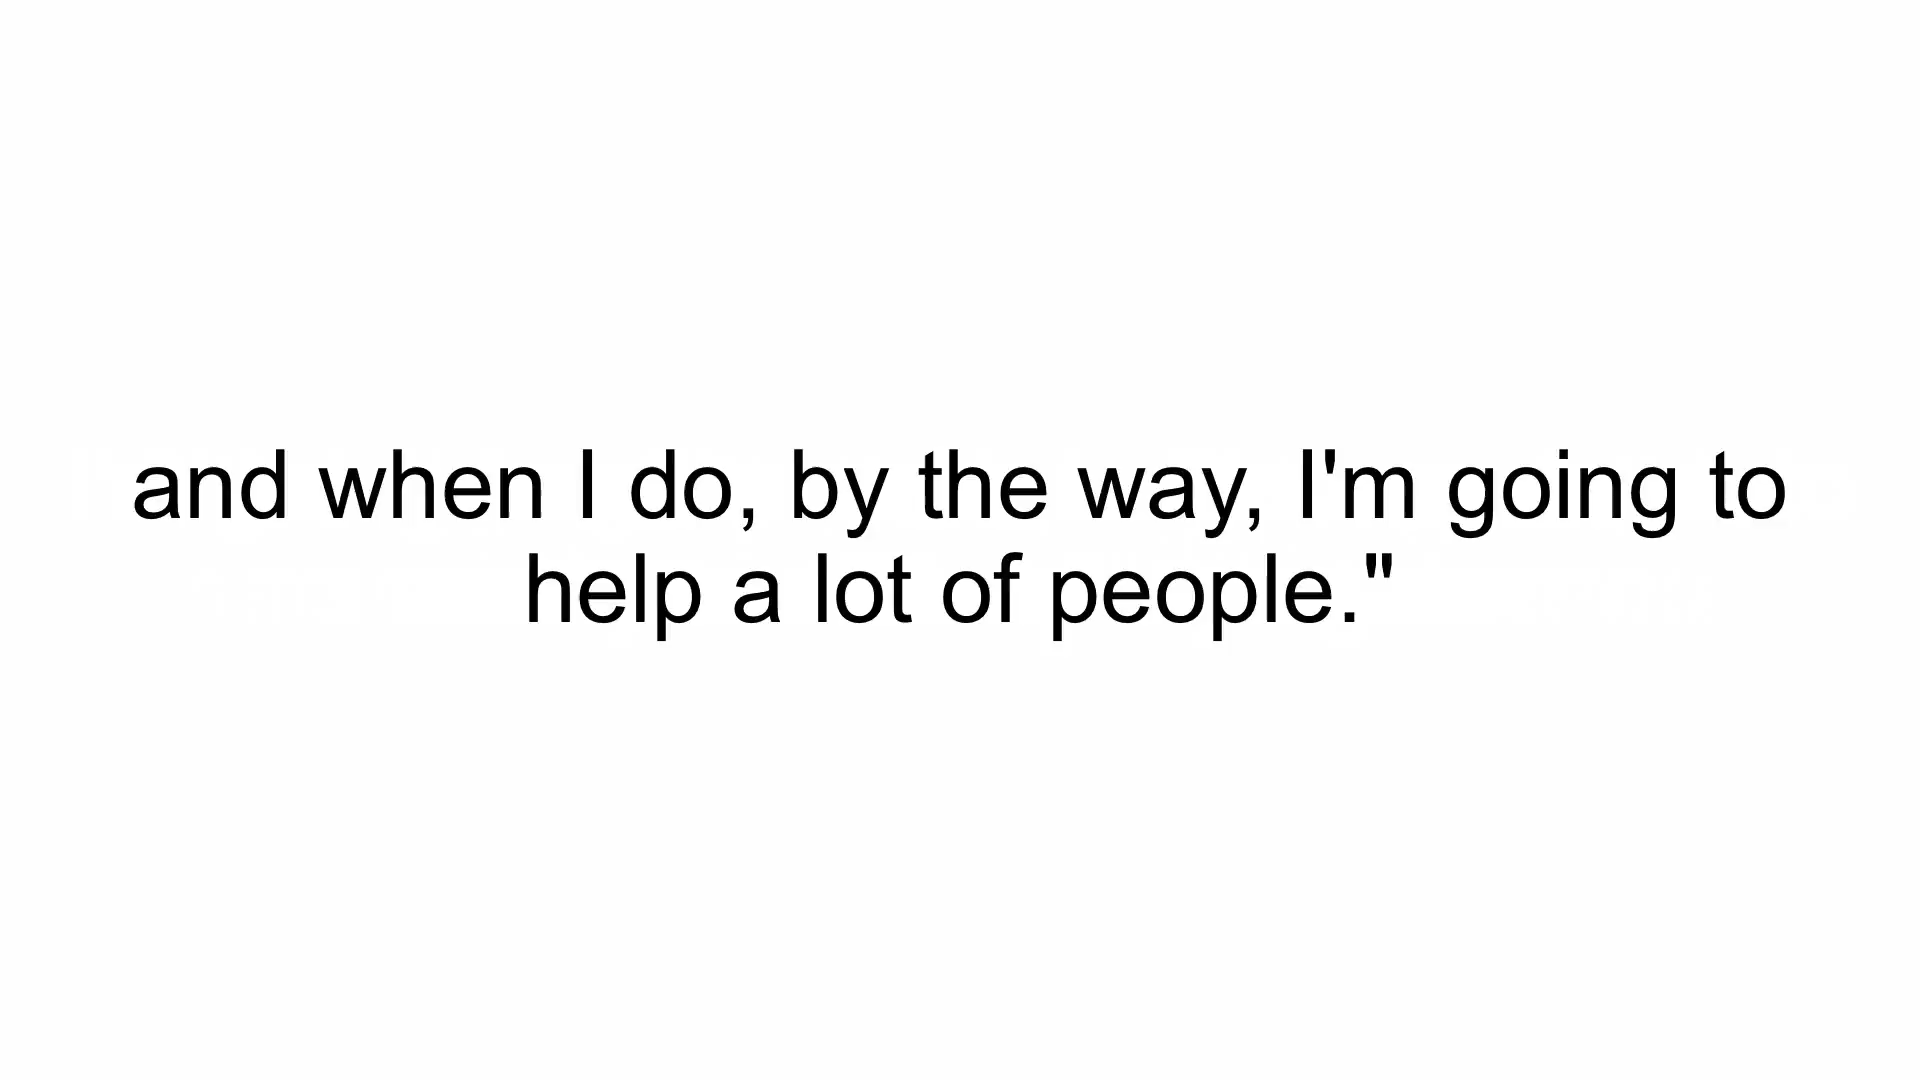 and when I do, by the way, I'm going to
help a lot of people."